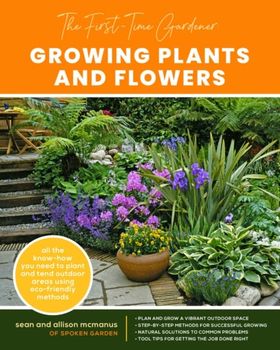 The First-Time Gardener
GROWING PLANTS
AND FLOWERS
all the
know-how
you need to plant
and tend outdoor
areas using
eco-friendly
methods
sean and allison mcmanus
OF SPOKEN GARDEN
• PLAN AND GROW A VIBRANT OUTDOOR SPACE
• STEP-BY-STEP METHODS FOR SUCCESSFUL GROWING
• NATURAL SOLUTIONS TO COMMON PROBLEMS
• TOOL TIPS FOR GETTING THE JOB DONE RIGHT